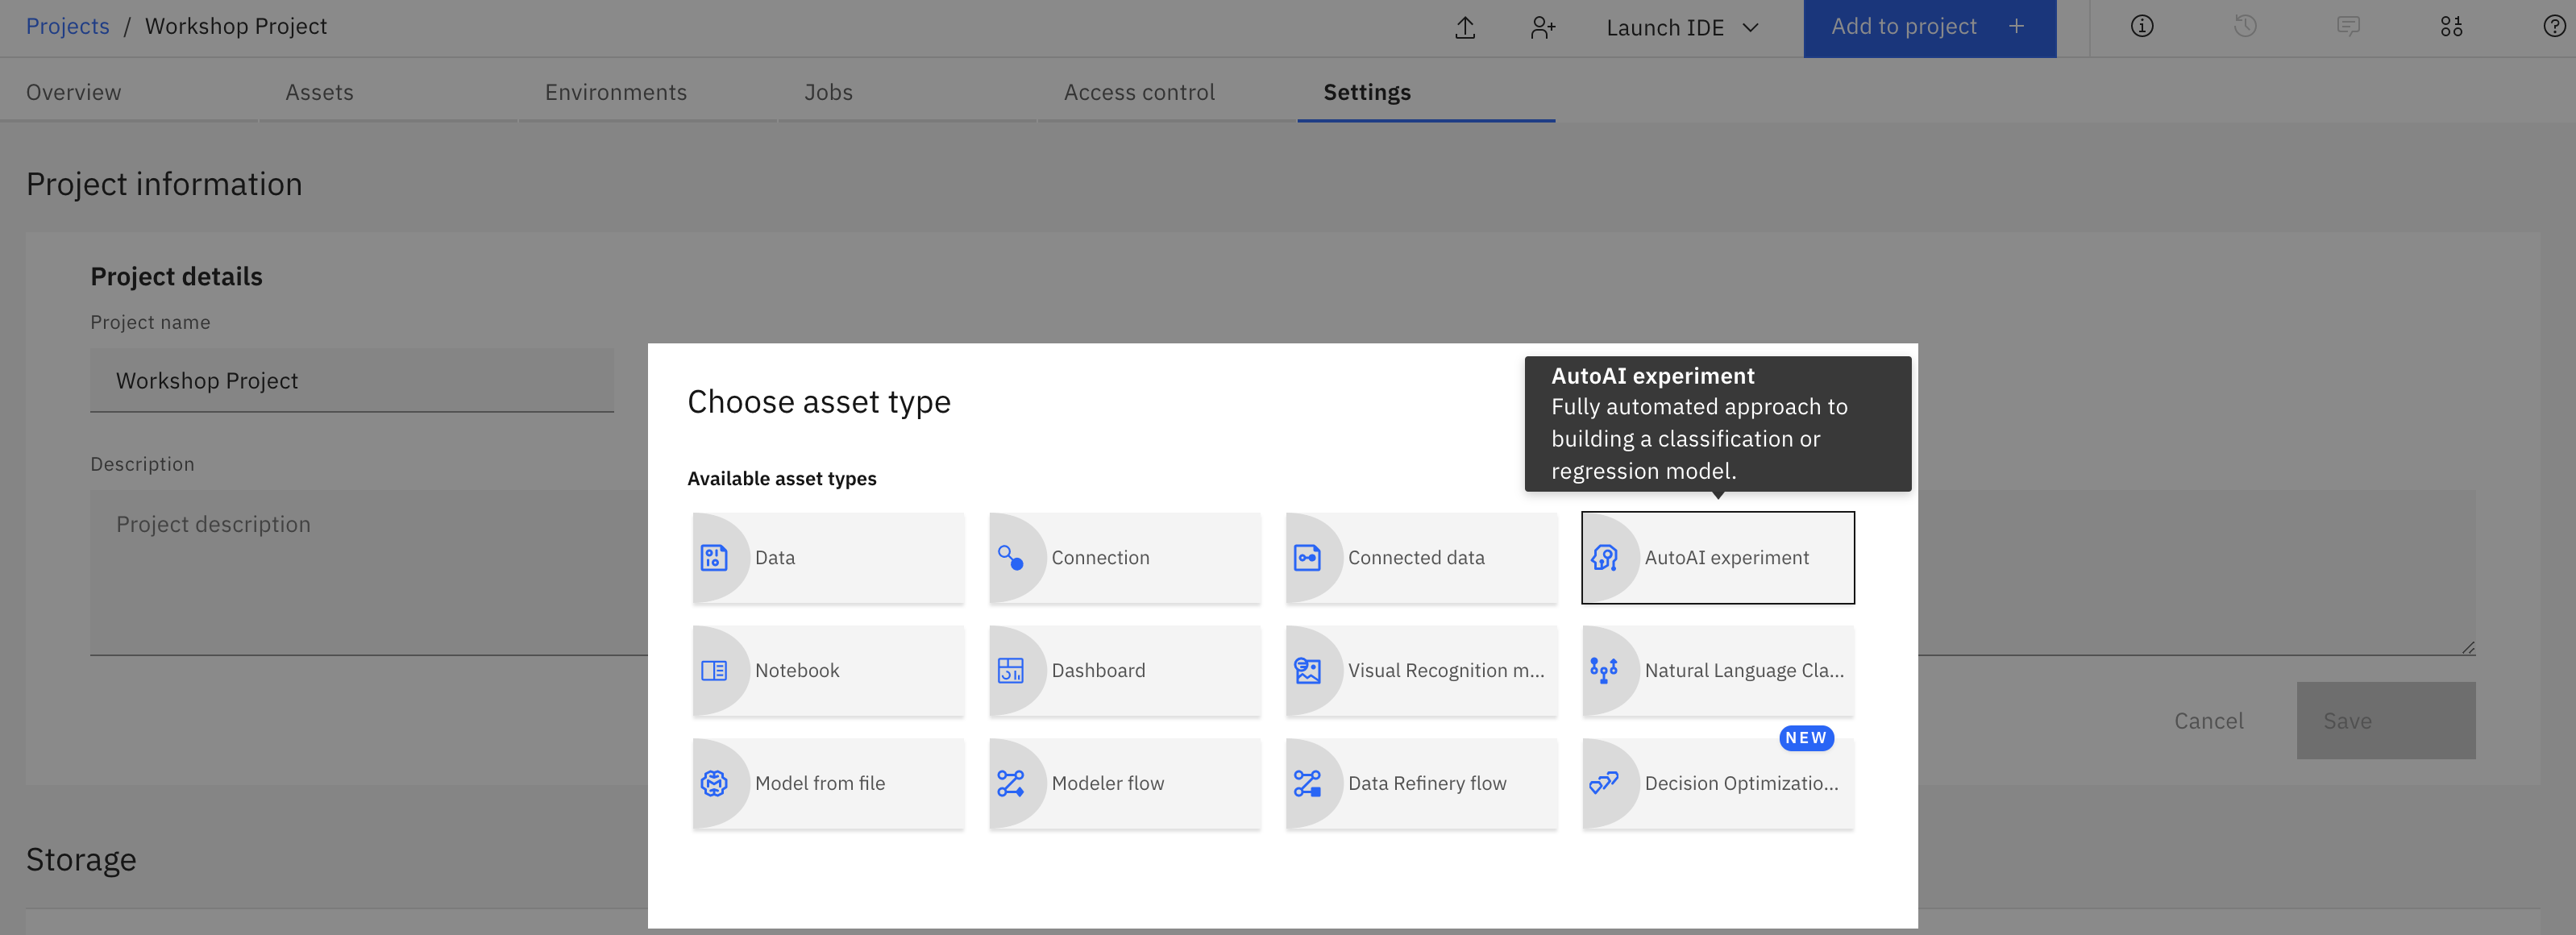 Projects / Workshop Project
Launch IDE
Add to project +
Overview
Assets
Environments
Jobs
Access control
Settings
Project information
Project details
Project name
Workshop Project
Description
Project description
Choose asset type
Available asset types
AutoAI experiment
Fully automated approach to
building a classification or
regression model.
Data
Connection
Connected data
AutoAI experiment
Notebook
Dashboard
Visual Recognition m...
Natural Language Cla...
NEW
Model from file
Modeler flow
Data Refinery flow
Decision Optimizatio...
Cancel
Save
Storage